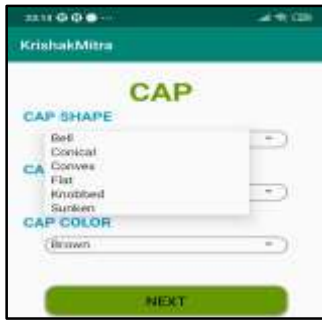 KrishakMitra
CAP
CAP SHAPE
Bell
Conical
Convex
Flat
Knobbed
Sunken
CA
CAP COLOR
Brown
NEXT